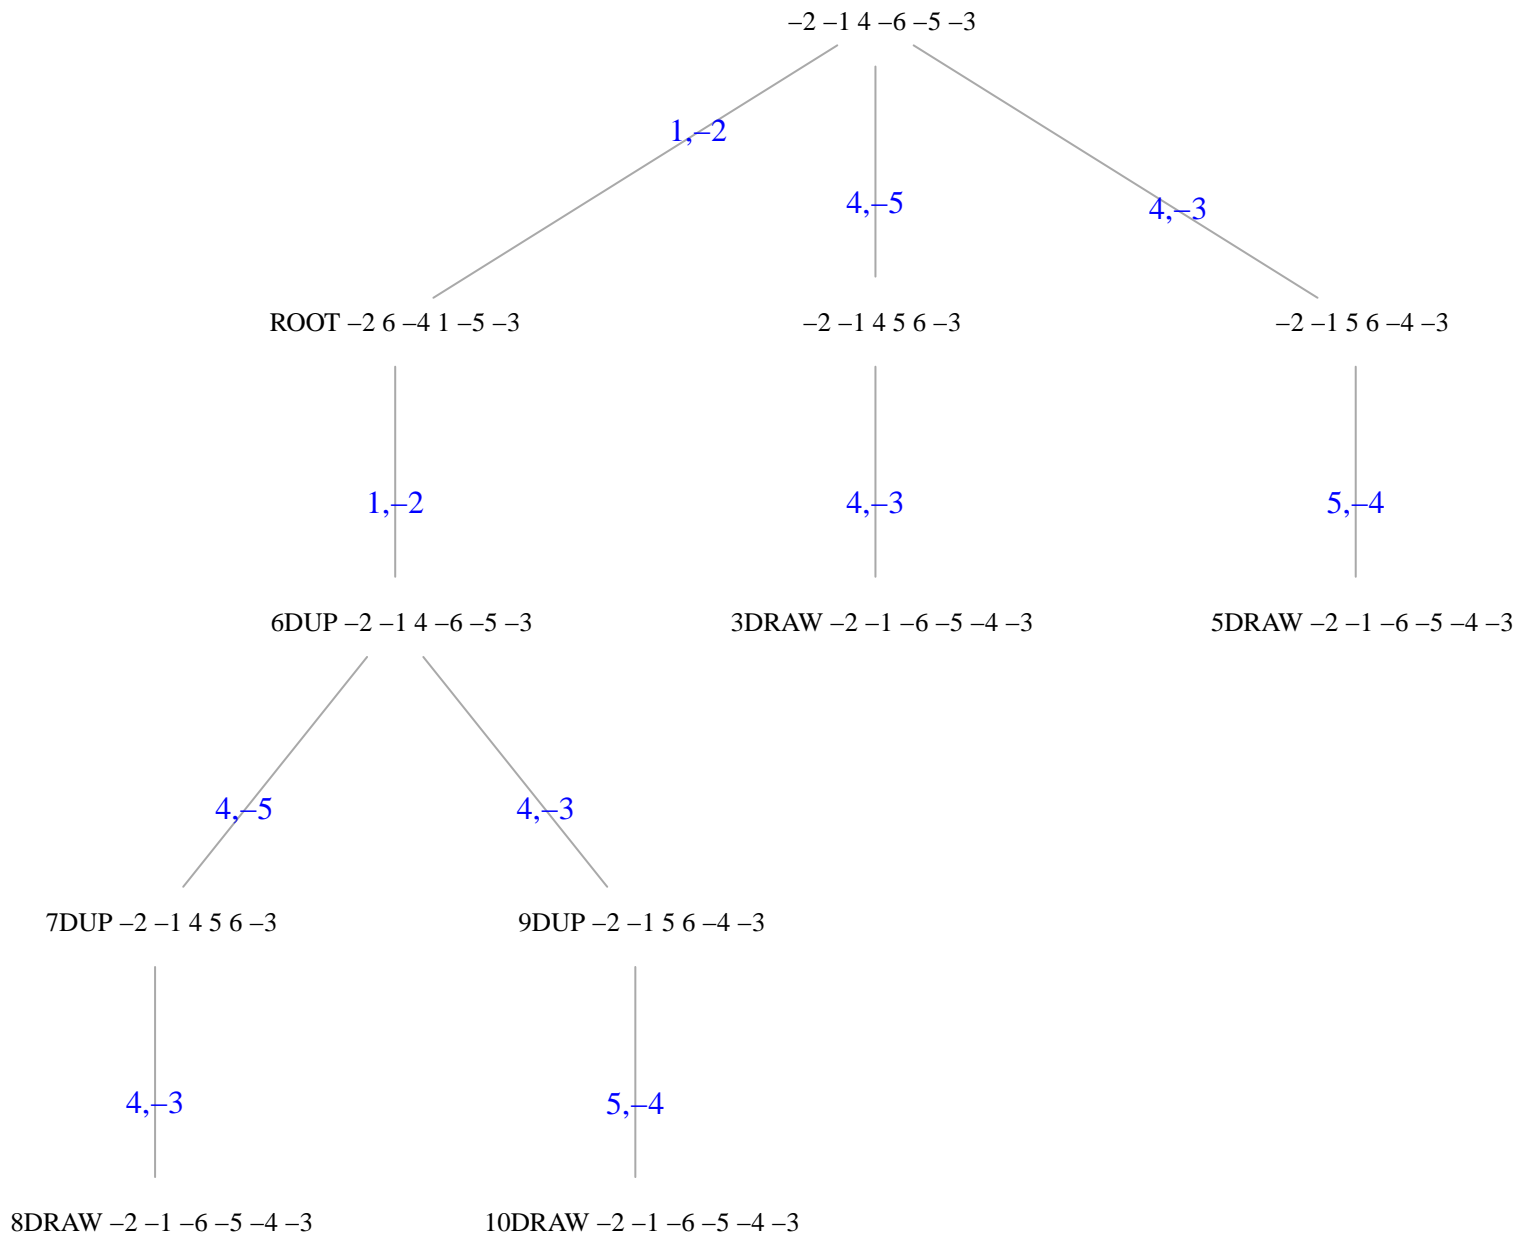 –2 –1 4 –6 –5 –3
1,–2
4,–5
4,–3
ROOT –2 6 –4 1 –5 –3
–2 –1 4 5 6 –3
–2 –1 5 6 –4 –3
1,–2
4,–3
5,–4
6DUP –2 –1 4 –6 –5 –3
3DRAW –2 –1 –6 –5 –4 –3
5DRAW –2 –1 –6 –5 –4 –3
4,–5
4,–3
7DUP –2 –1 4 5 6 –3
9DUP –2 –1 5 6 –4 –3
4,–3
5,–4
8DRAW –2 –1 –6 –5 –4 –3
10DRAW –2 –1 –6 –5 –4 –3